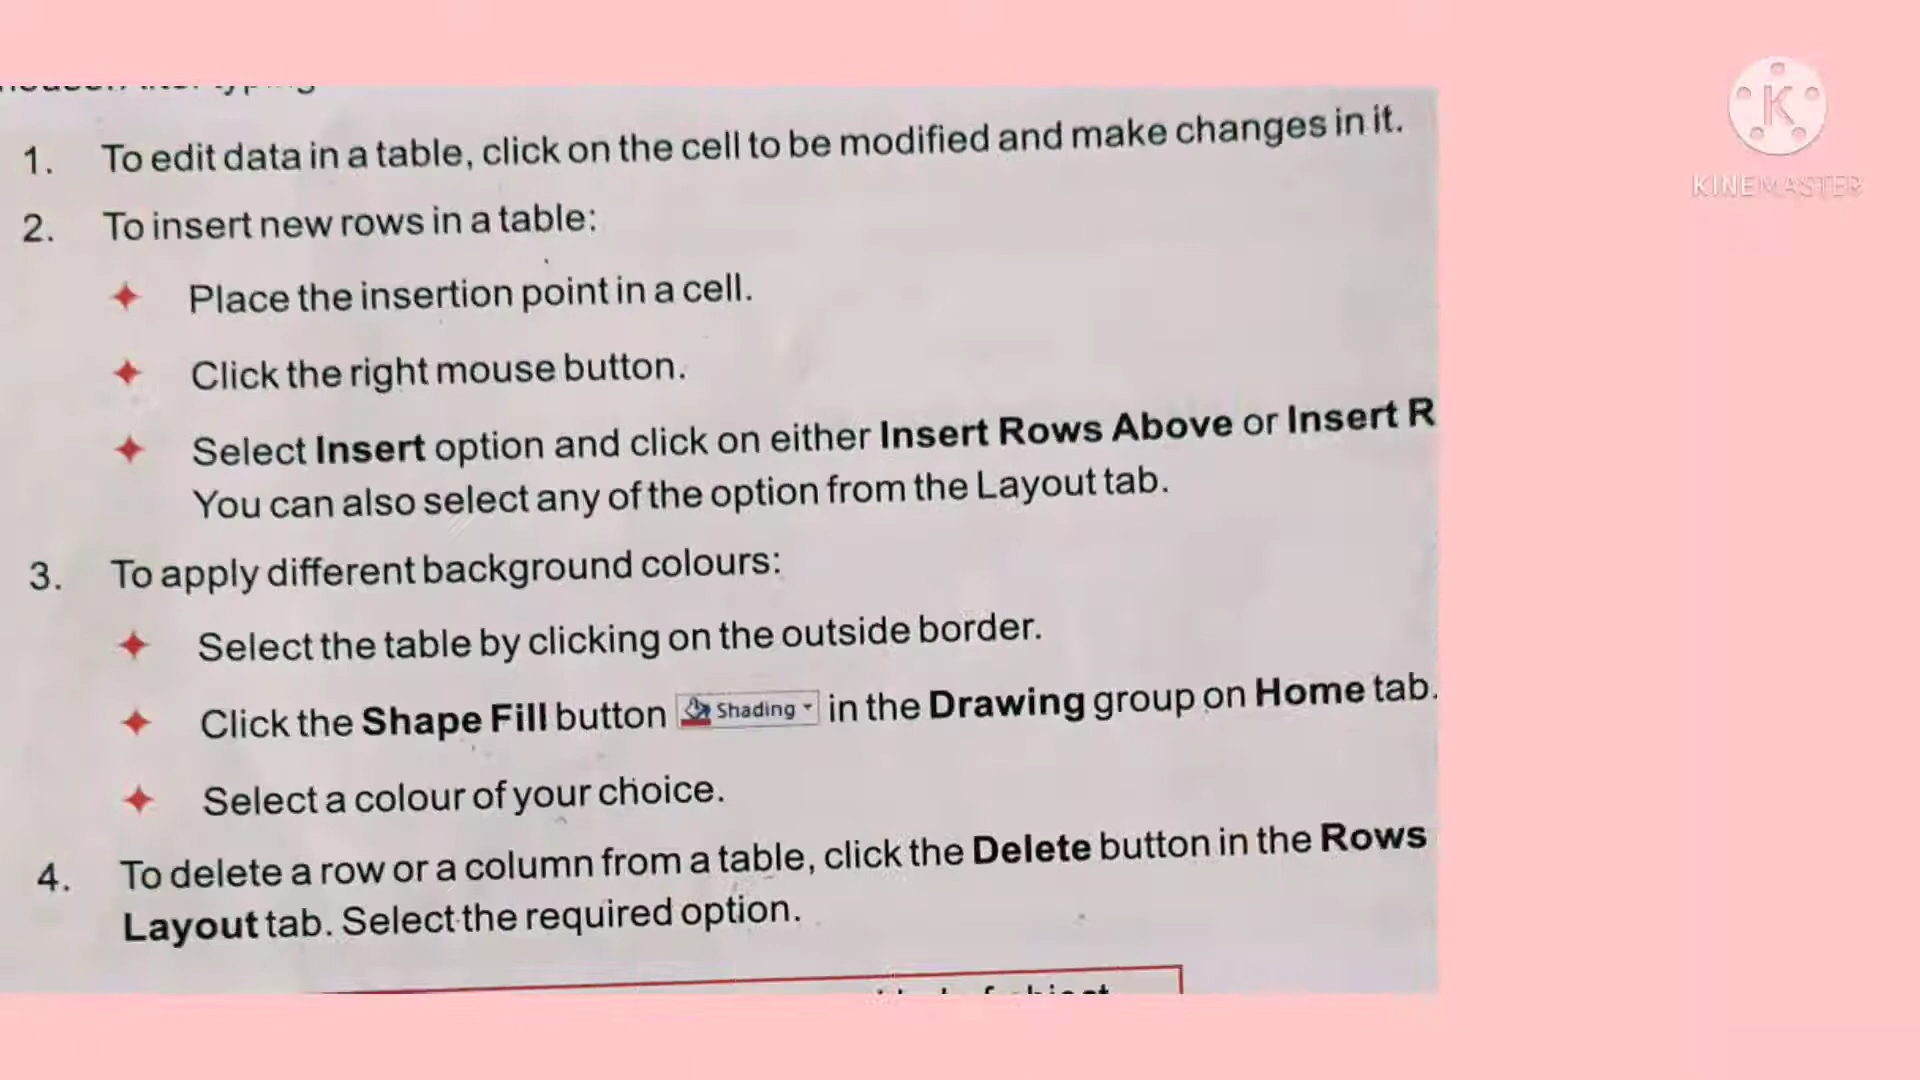 1. To edit data in a table, click on the cell to be modified and make changes in it.
2. To insert new rows in a table:
Place the insertion point in a cell.
Click the right mouse button.
Select Insert option and click on either Insert Rows Above or Insert R
You can also select any of the option from the Layout tab.
3. To apply different background colours:
Select the table by clicking on the outside border.
Click the Shape Fill button Shading in the Drawing group on Home tab.
Select a colour of your choice.
4. To delete a row or a column from a table, click the Delete button in the Rows
Layout tab. Select the required option.
K
KINEMASTER